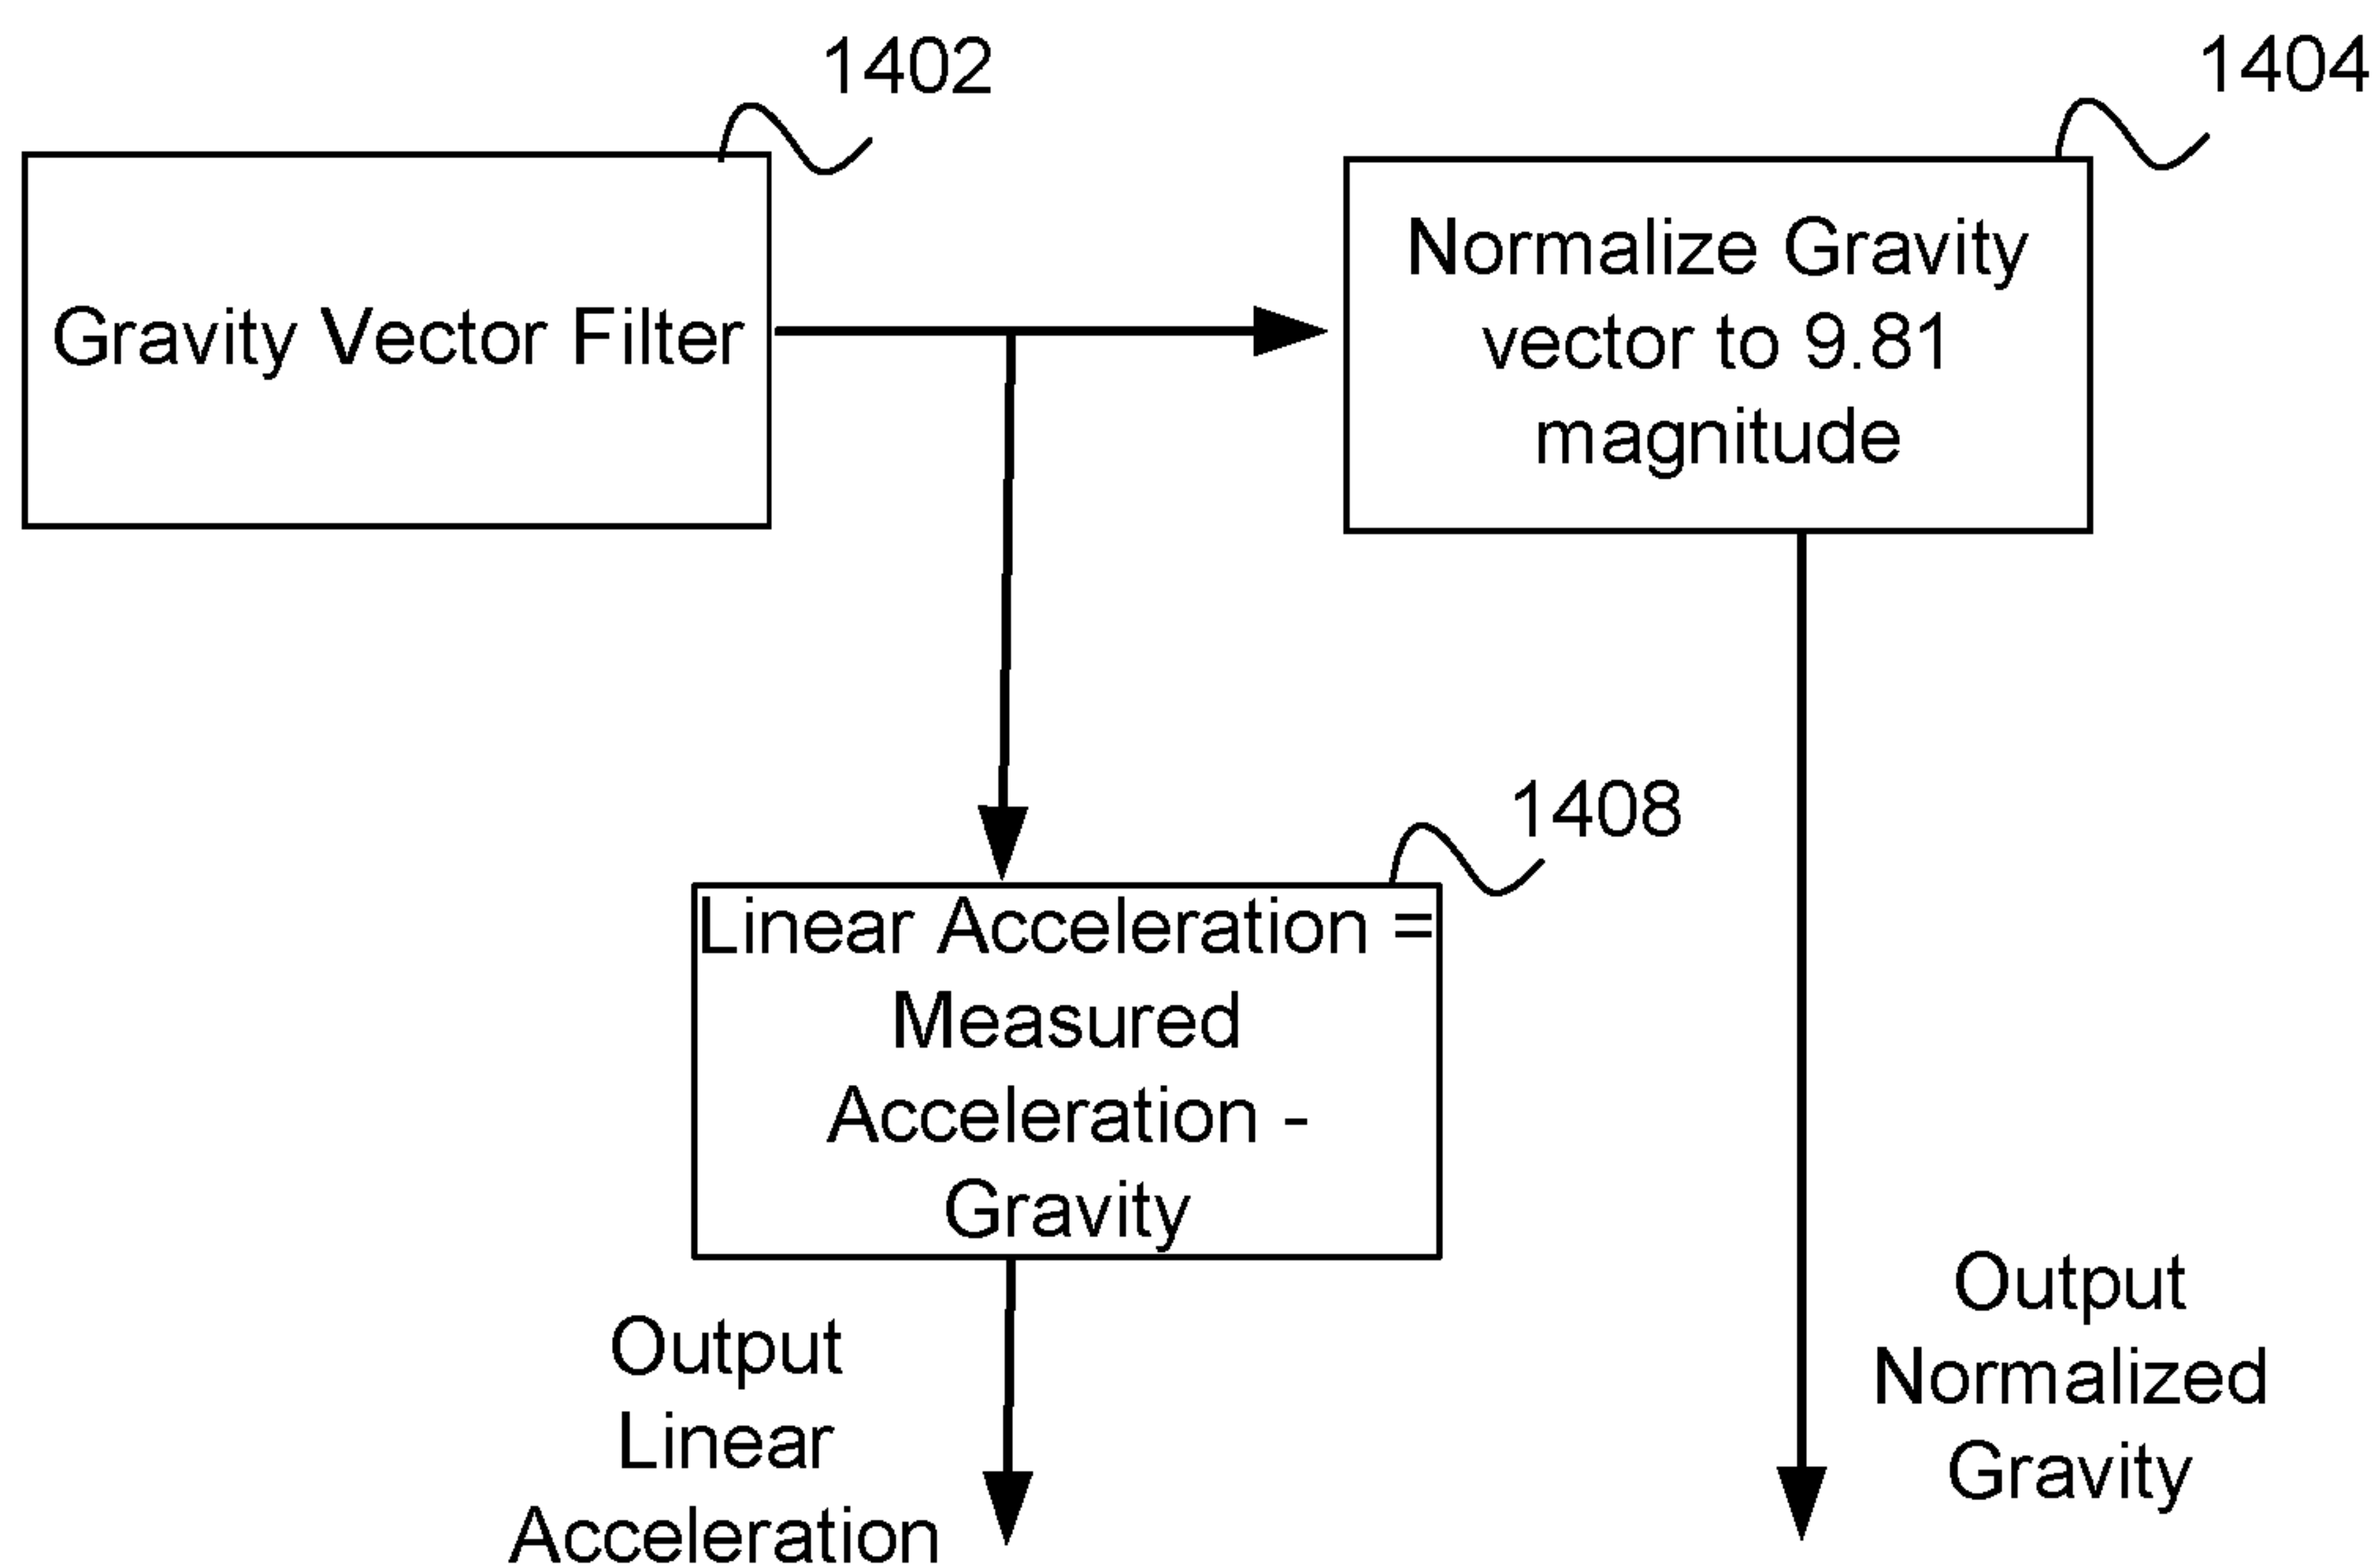 1402
1404
Gravity Vector Filter
Normalize Gravity
vector to 9.81
magnitude
1408
Linear Acceleration =
Measured
Acceleration -
Gravity
Output
Linear
Acceleration
Output
Normalized
Gravity